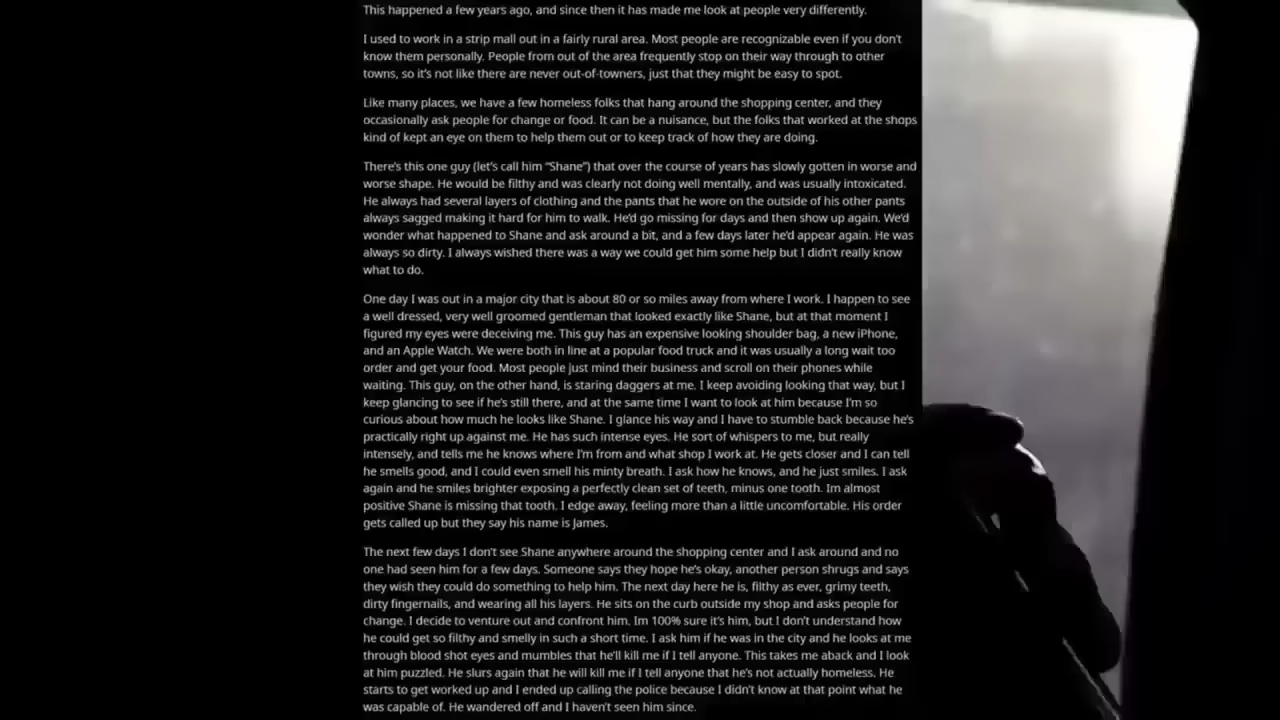 This happened a few years ago, and since then it has made me look at people very differently.
I used to work in a strip mall out in a fairly rural area. Most people are recognizable even if you don't
know them personally. People from out of the area frequently stop on their way through to other
towns, so it's not like there are never out-of-towners, just that they might be easy to spot.
Like many places, we have a few homeless folks that hang around the shopping center, and they
occasionally ask people for change or food. It can be a nuisance, but the folks that worked at the shops
kind of kept an eye on them to help them out or to keep track of how they are doing.
There's this one guy (let's call him “Shane”) that over the course of years has slowly gotten in worse and
worse shape. He would be filthy and was clearly not doing well mentally, and was usually intoxicated.
He always had several layers of clothing and the pants that he wore on the outside of his other pants
always sagged making it hard for him to walk. He'd go missing for days and then show up again. We'd
wonder what happened to Shane and ask around a bit, and a few days later he'd appear again. He was
always so dirty. I always wished there was a way we could get him some help but I didn't really know
what to do.
One day I was out in a major city that is about 80 or so miles away from where I work. I happen to see
a well dressed, very well groomed gentleman that looked exactly like Shane, but at that moment I
figured my eyes were deceiving me. This guy has an expensive looking shoulder bag, a new iPhone,
and an Apple Watch. We were both in line at a popular food truck and it was usually a long wait too
order and get your food. Most people just mind their business and scroll on their phones while
waiting. This guy, on the other hand, is staring daggers at me. I keep avoiding looking that way, but I
keep glancing to see if he's still there, and at the same time I want to look at him because I'm so
curious about how much he looks like Shane. I glance his way and I have to stumble back because he's
practically right up against me. He has such intense eyes. He sort of whispers to me, but really
intensely, and tells me he knows where I'm from and what shop I work at. He gets closer and I can tell
he smells good, and I could even smell his minty breath. I ask how he knows, and he just smiles. I ask
again and he smiles brighter exposing a perfectly clean set of teeth, minus one tooth. Im almost
positive Shane is missing that tooth. I edge away, feeling more than a little uncomfortable. His order
gets called up but they say his name is James.
The next few days I don't see Shane anywhere around the shopping center and I ask around and no
one had seen him for a few days. Someone says they hope he's okay, another person shrugs and says
they wish they could do something to help him. The next day here he is, filthy as ever, grimy teeth,
dirty fingernails, and wearing all his layers. He sits on the curb outside my shop and asks people for
change. I decide to venture out and confront him. Im 100% sure it's him, but I don't understand how
he could get so filthy and smelly in such a short time. I ask him if he was in the city and he looks at me
through blood shot eyes and mumbles that he'll kill me if I tell anyone. This takes me aback and I look
at him puzzled. He slurs again that he will kill me if I tell anyone that he's not actually homeless. He
starts to get worked up and I ended up calling the police because I didn't know at that point what he
was capable of. He wandered off and I haven't seen him since.